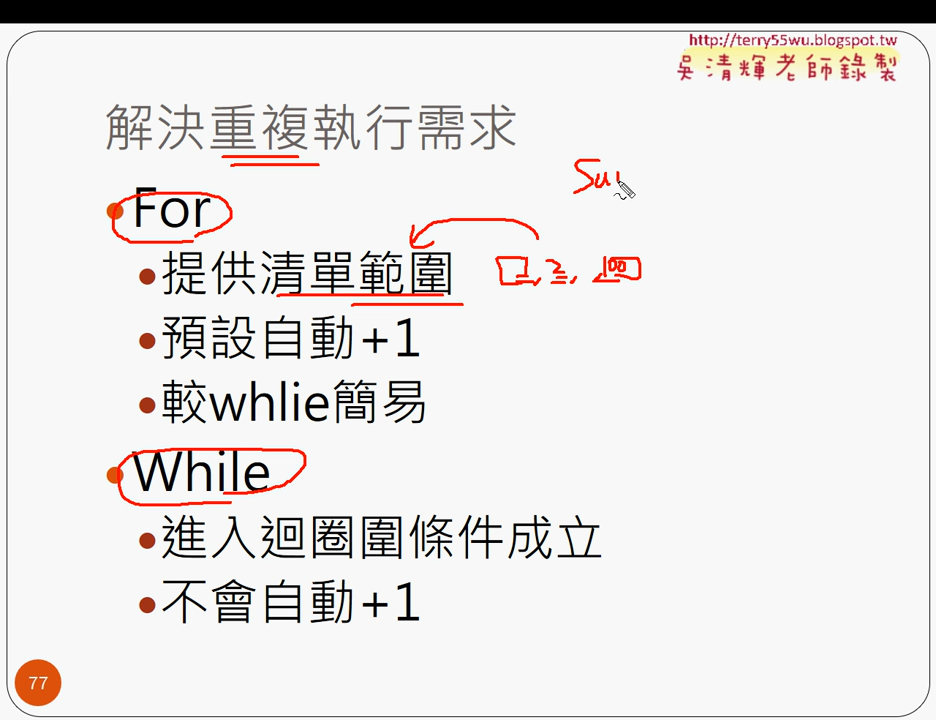 http://terry55wu.blogspot.tw
吳清輝老師錄製
解決重複執行需求
Su
•For
•提供清單範圍 1, 2, 100
•預設自動+1
•較whlie簡易
•While
•進入迴圈圍條件成立
•不會自動+1
77